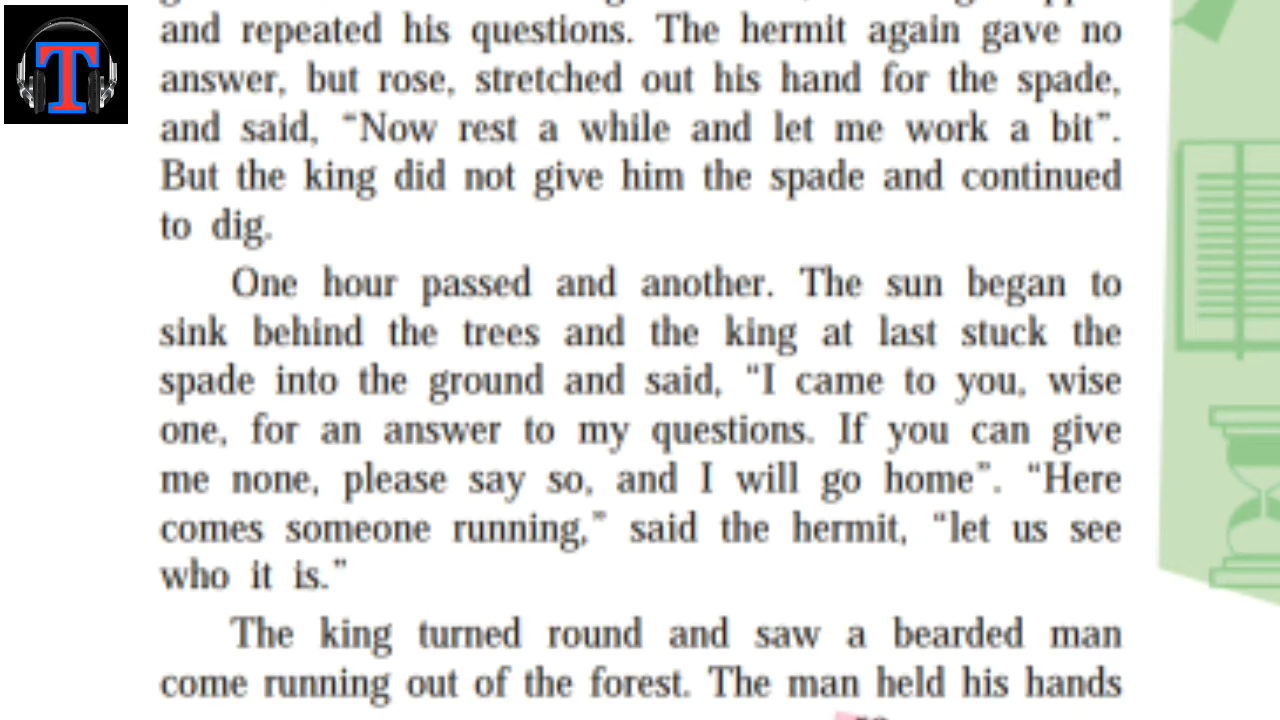 T
and repeated his questions. The hermit again gave no
answer, but rose, stretched out his hand for the spade,
and said, “Now rest a while and let me work a bit”.
But the king did not give him the spade and continued
to dig.
One hour passed and another. The sun began to
sink behind the trees and the king at last stuck the
spade into the ground and said, “I came to you, wise
one, for an answer to my questions. If you can give
me none, please say so, and I will go home”. “Here
comes someone running,” said the hermit, “let us see
who it is.”
The king turned round and saw a bearded man
come running out of the forest. The man held his hands